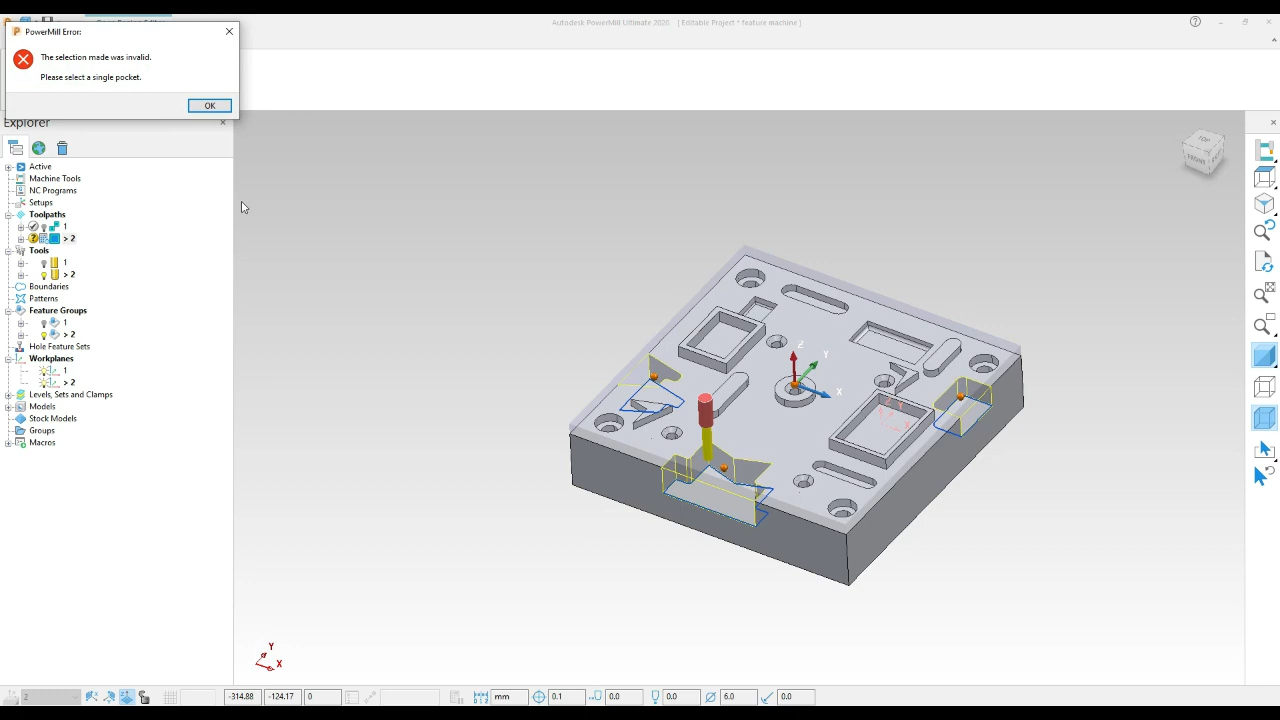 PowerMill Error:
The selection made was invalid.
Please select a single pocket.
OK
Autodesk PowerMill Ultimate 2020 [ Editable Project * feature machine ]
Explorer
Active
Machine Tools
NC Programs
Setups
Toolpaths
1
> 2
Tools
1
> 2
Boundaries
Patterns
Feature Groups
1
> 2
Hole Feature Sets
Workplanes
1
> 2
Levels, Sets and Clamps
Models
Stock Models
Groups
Macros
TOP
FRONT
Z
Y
X
Y
X
2
-314.88
-124.17
0
mm
0.1
0.0
0.0
6.0
0.0